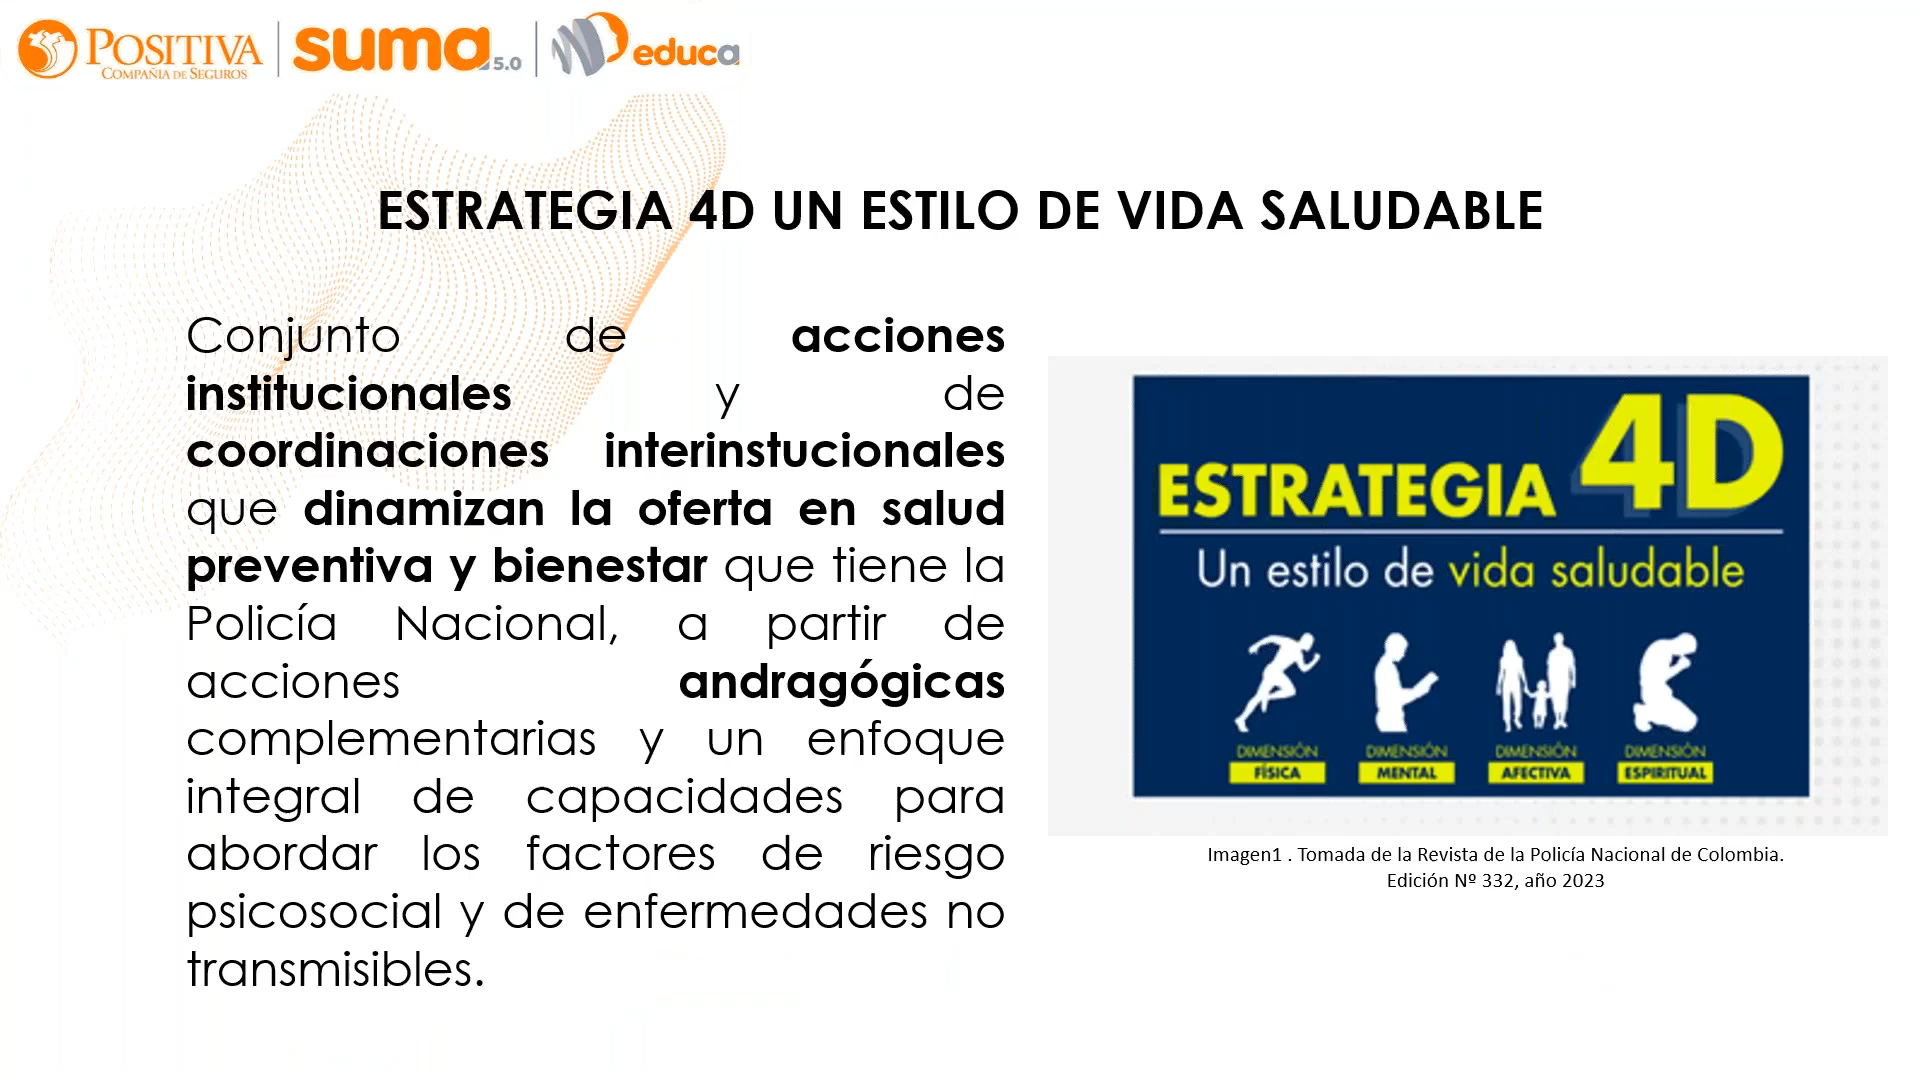 POSITIVA
COMPAÑIA DE SEGUROS
suma 5.0
educa
ESTRATEGIA 4D UN ESTILO DE VIDA SALUDABLE
Conjunto de acciones
institucionales y de
coordinaciones interinstucionales
que dinamizan la oferta en salud
preventiva y bienestar que tiene la
Policía Nacional, a partir de
acciones andragógicas
complementarias y un enfoque
integral de capacidades para
abordar los factores de riesgo
psicosocial y de enfermedades no
transmisibles.
ESTRATEGIA 4D
Un estilo de vida saludable
DIMENSIÓN FÍSICA
DIMENSIÓN MENTAL
DIMENSIÓN AFECTIVA
DIMENSIÓN ESPIRITUAL
Imagen1 . Tomada de la Revista de la Policía Nacional de Colombia.
Edición Nº 332, año 2023